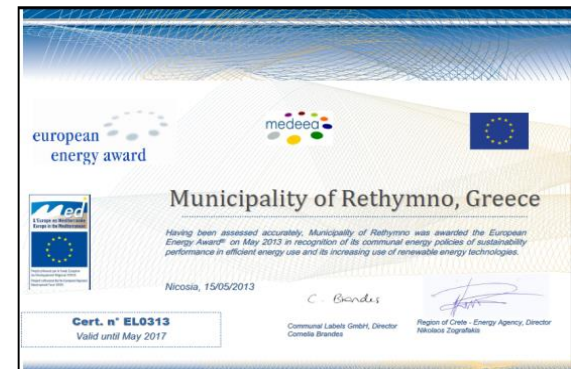 european
energy award
medeea
Med
Municipality of Rethymno, Greece
Having been assessed accurately, Municipality of Rethymno was awarded the European
Energy Award® on May 2013 in recognition of its communal energy policies of sustainability
performance in efficient energy use and its increasing use of renewable energy technologies.
Nicosia, 15/05/2013
C. Brandes
Cert. n° EL0313
Valid until May 2017
Communal Labels GmbH, Director
Cornelia Brandes
Region of Crete - Energy Agency, Director
Nikolaos Zografakis